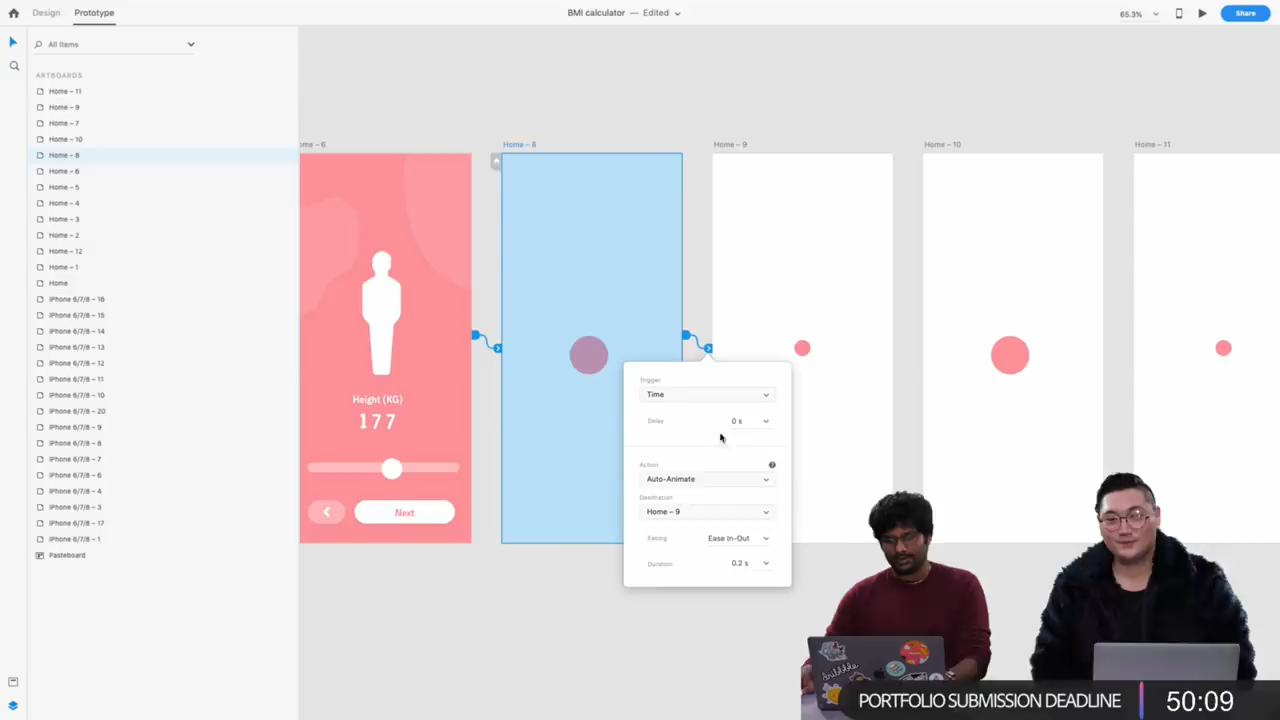 Design
Prototype
BMI calculator — Edited
65.3%
Share
All Items
ARTBOARDS
Home – 11
Home – 9
Home – 7
Home – 10
Home – 8
Home – 6
Home – 5
Home – 4
Home – 3
Home – 2
Home – 12
Home – 1
Home
iPhone 6/7/8 – 16
iPhone 6/7/8 – 15
iPhone 6/7/8 – 14
iPhone 6/7/8 – 13
iPhone 6/7/8 – 12
iPhone 6/7/8 – 11
iPhone 6/7/8 – 10
iPhone 6/7/8 – 20
iPhone 6/7/8 – 9
iPhone 6/7/8 – 8
iPhone 6/7/8 – 7
iPhone 6/7/8 – 6
iPhone 6/7/8 – 4
iPhone 6/7/8 – 3
iPhone 6/7/8 – 17
iPhone 6/7/8 – 1
Pasteboard
ome – 6
Home – 8
Home – 9
Home – 10
Home – 11
Height (KG)
177
Next
Trigger
Time
Delay
0 s
Action
Auto-Animate
Destination
Home – 9
Easing
Ease In-Out
Duration
0.2 s
dribbble
PORTFOLIO SUBMISSION DEADLINE
50:09